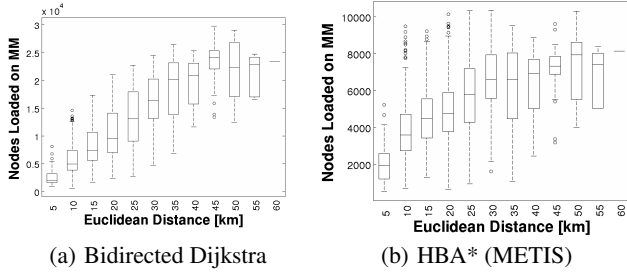 x 10^4
Nodes Loaded on MM
3
2.5
2
1.5
1
0.5
0
5 10 15 20 25 30 35 40 45 50 55 60
Euclidean Distance [km]
(a) Bidirected Dijkstra
Nodes Loaded on MM
10000
8000
6000
4000
2000
5 10 15 20 25 30 35 40 45 50 55 60
Euclidean Distance [km]
(b) HBA* (METIS)